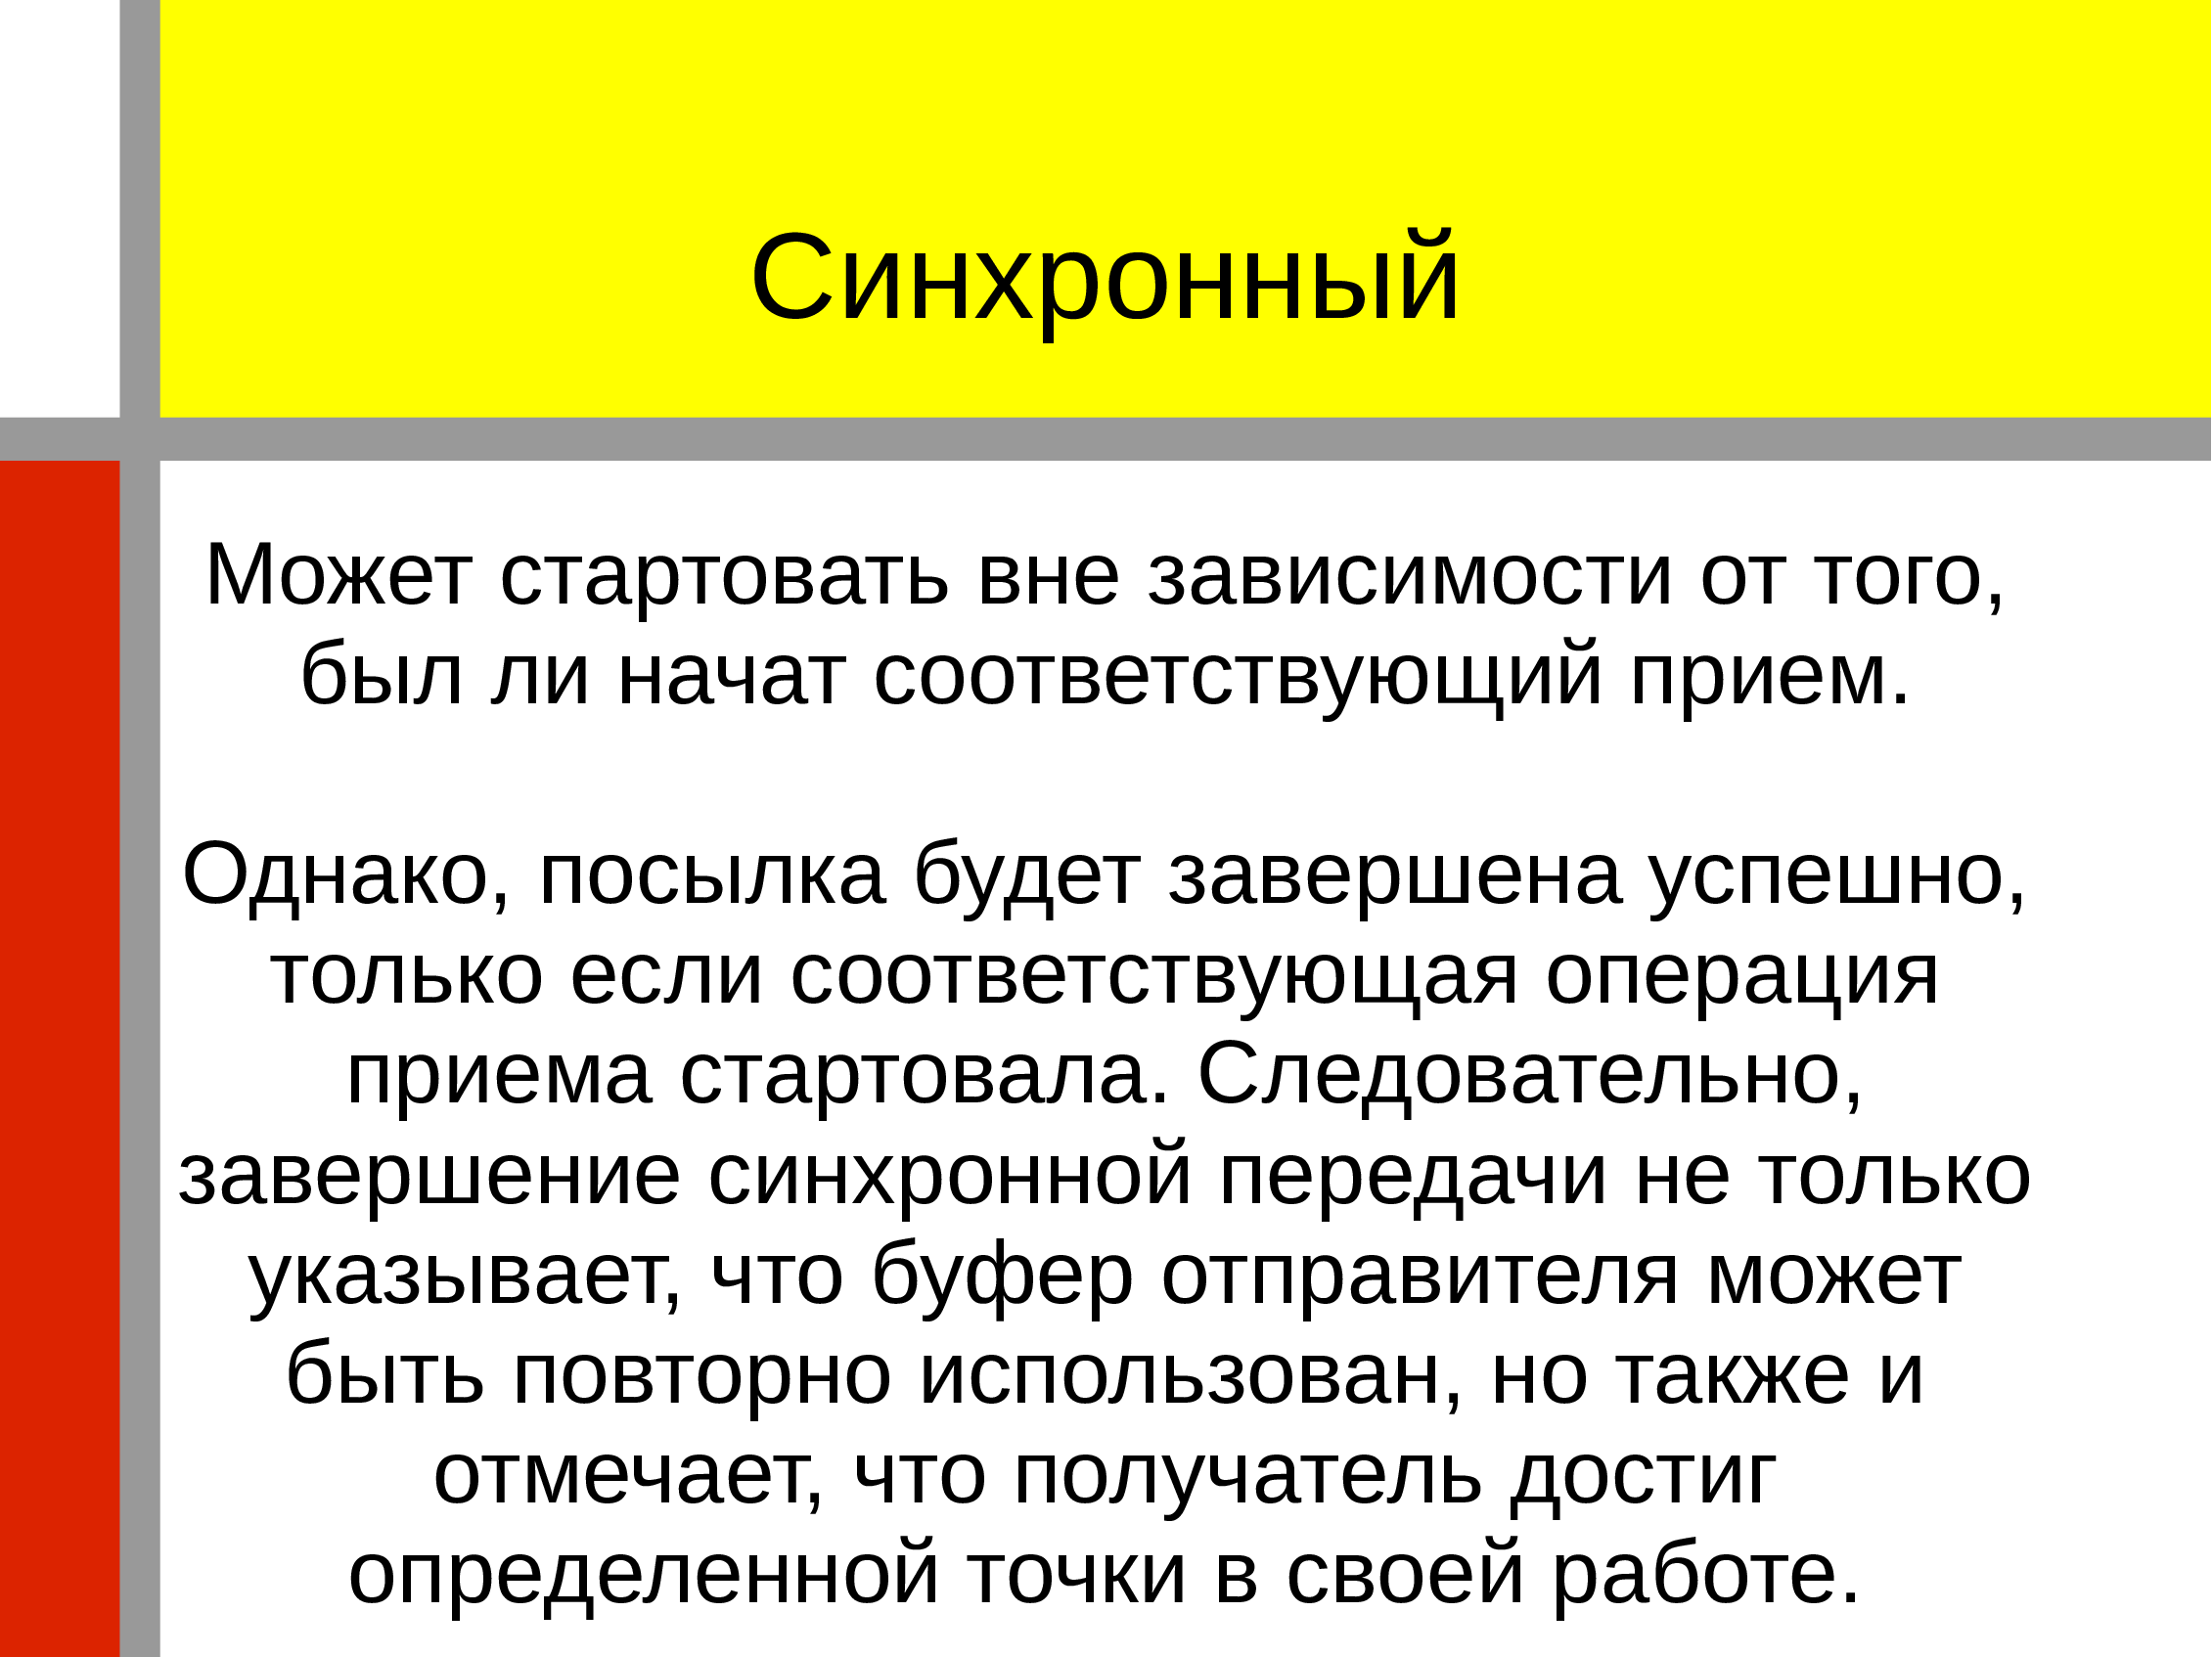 Синхронный
Может стартовать вне зависимости от того,
был ли начат соответствующий прием.
Однако, посылка будет завершена успешно,
только если соответствующая операция
приема стартовала. Следовательно,
завершение синхронной передачи не только
указывает, что буфер отправителя может
быть повторно использован, но также и
отмечает, что получатель достиг
определенной точки в своей работе.